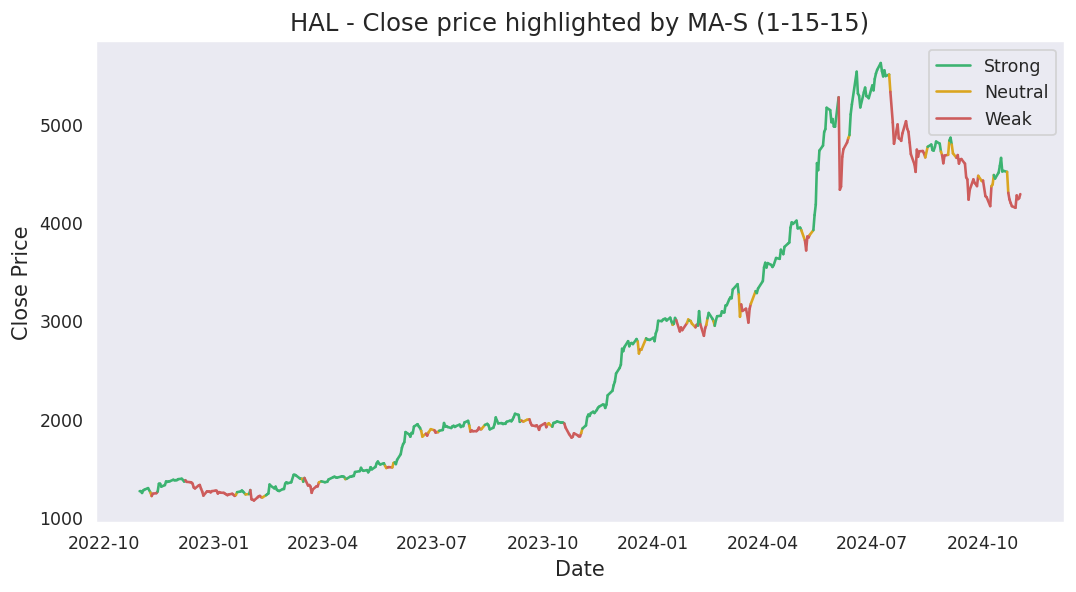 HAL - Close price highlighted by MA-S (1-15-15)
Strong
Neutral
Weak
Close Price
5000
4000
3000
2000
1000
2022-10 2023-01 2023-04 2023-07 2023-10 2024-01 2024-04 2024-07 2024-10
Date